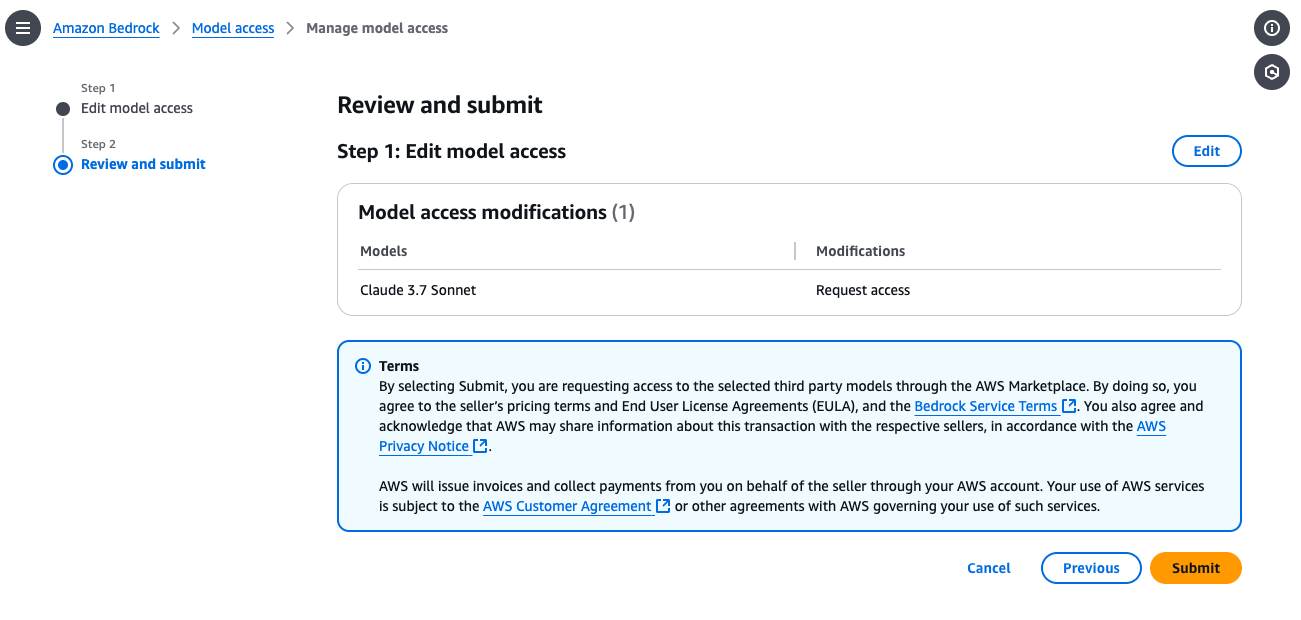 Amazon Bedrock > Model access > Manage model access
Step 1
Edit model access
Step 2
Review and submit
Review and submit
Step 1: Edit model access
Edit
Model access modifications (1)
Models Modifications
Claude 3.7 Sonnet Request access
Terms
By selecting Submit, you are requesting access to the selected third party models through the AWS Marketplace. By doing so, you
agree to the seller’s pricing terms and End User License Agreements (EULA), and the Bedrock Service Terms. You also agree and
acknowledge that AWS may share information about this transaction with the respective sellers, in accordance with the AWS
Privacy Notice.
AWS will issue invoices and collect payments from you on behalf of the seller through your AWS account. Your use of AWS services
is subject to the AWS Customer Agreement or other agreements with AWS governing your use of such services.
Cancel Previous Submit